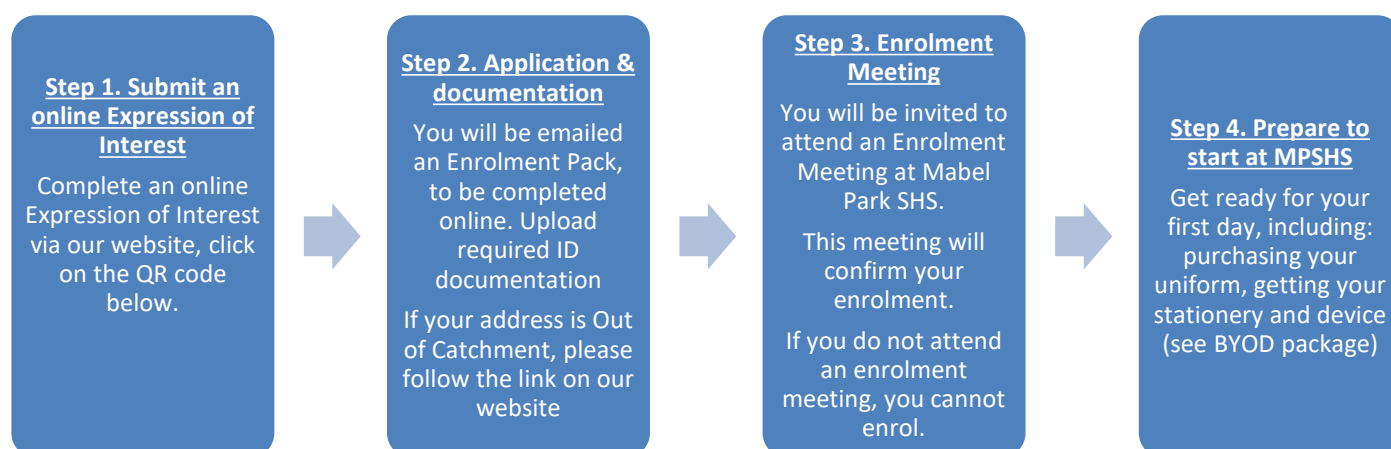 Step 1. Submit an
online Expression of
Interest
Complete an online
Expression of Interest
via our website, click
on the QR code
below.
Step 2. Application &
documentation
You will be emailed
an Enrolment Pack,
to be completed
online. Upload
required ID
documentation
If your address is Out
of Catchment, please
follow the link on our
website
Step 3. Enrolment
Meeting
You will be invited to
attend an Enrolment
Meeting at Mabel
Park SHS.
This meeting will
confirm your
enrolment.
If you do not attend
an enrolment
meeting, you cannot
enrol.
Step 4. Prepare to
start at MPSHS
Get ready for your
first day, including:
purchasing your
uniform, getting your
stationery and device
(see BYOD package)